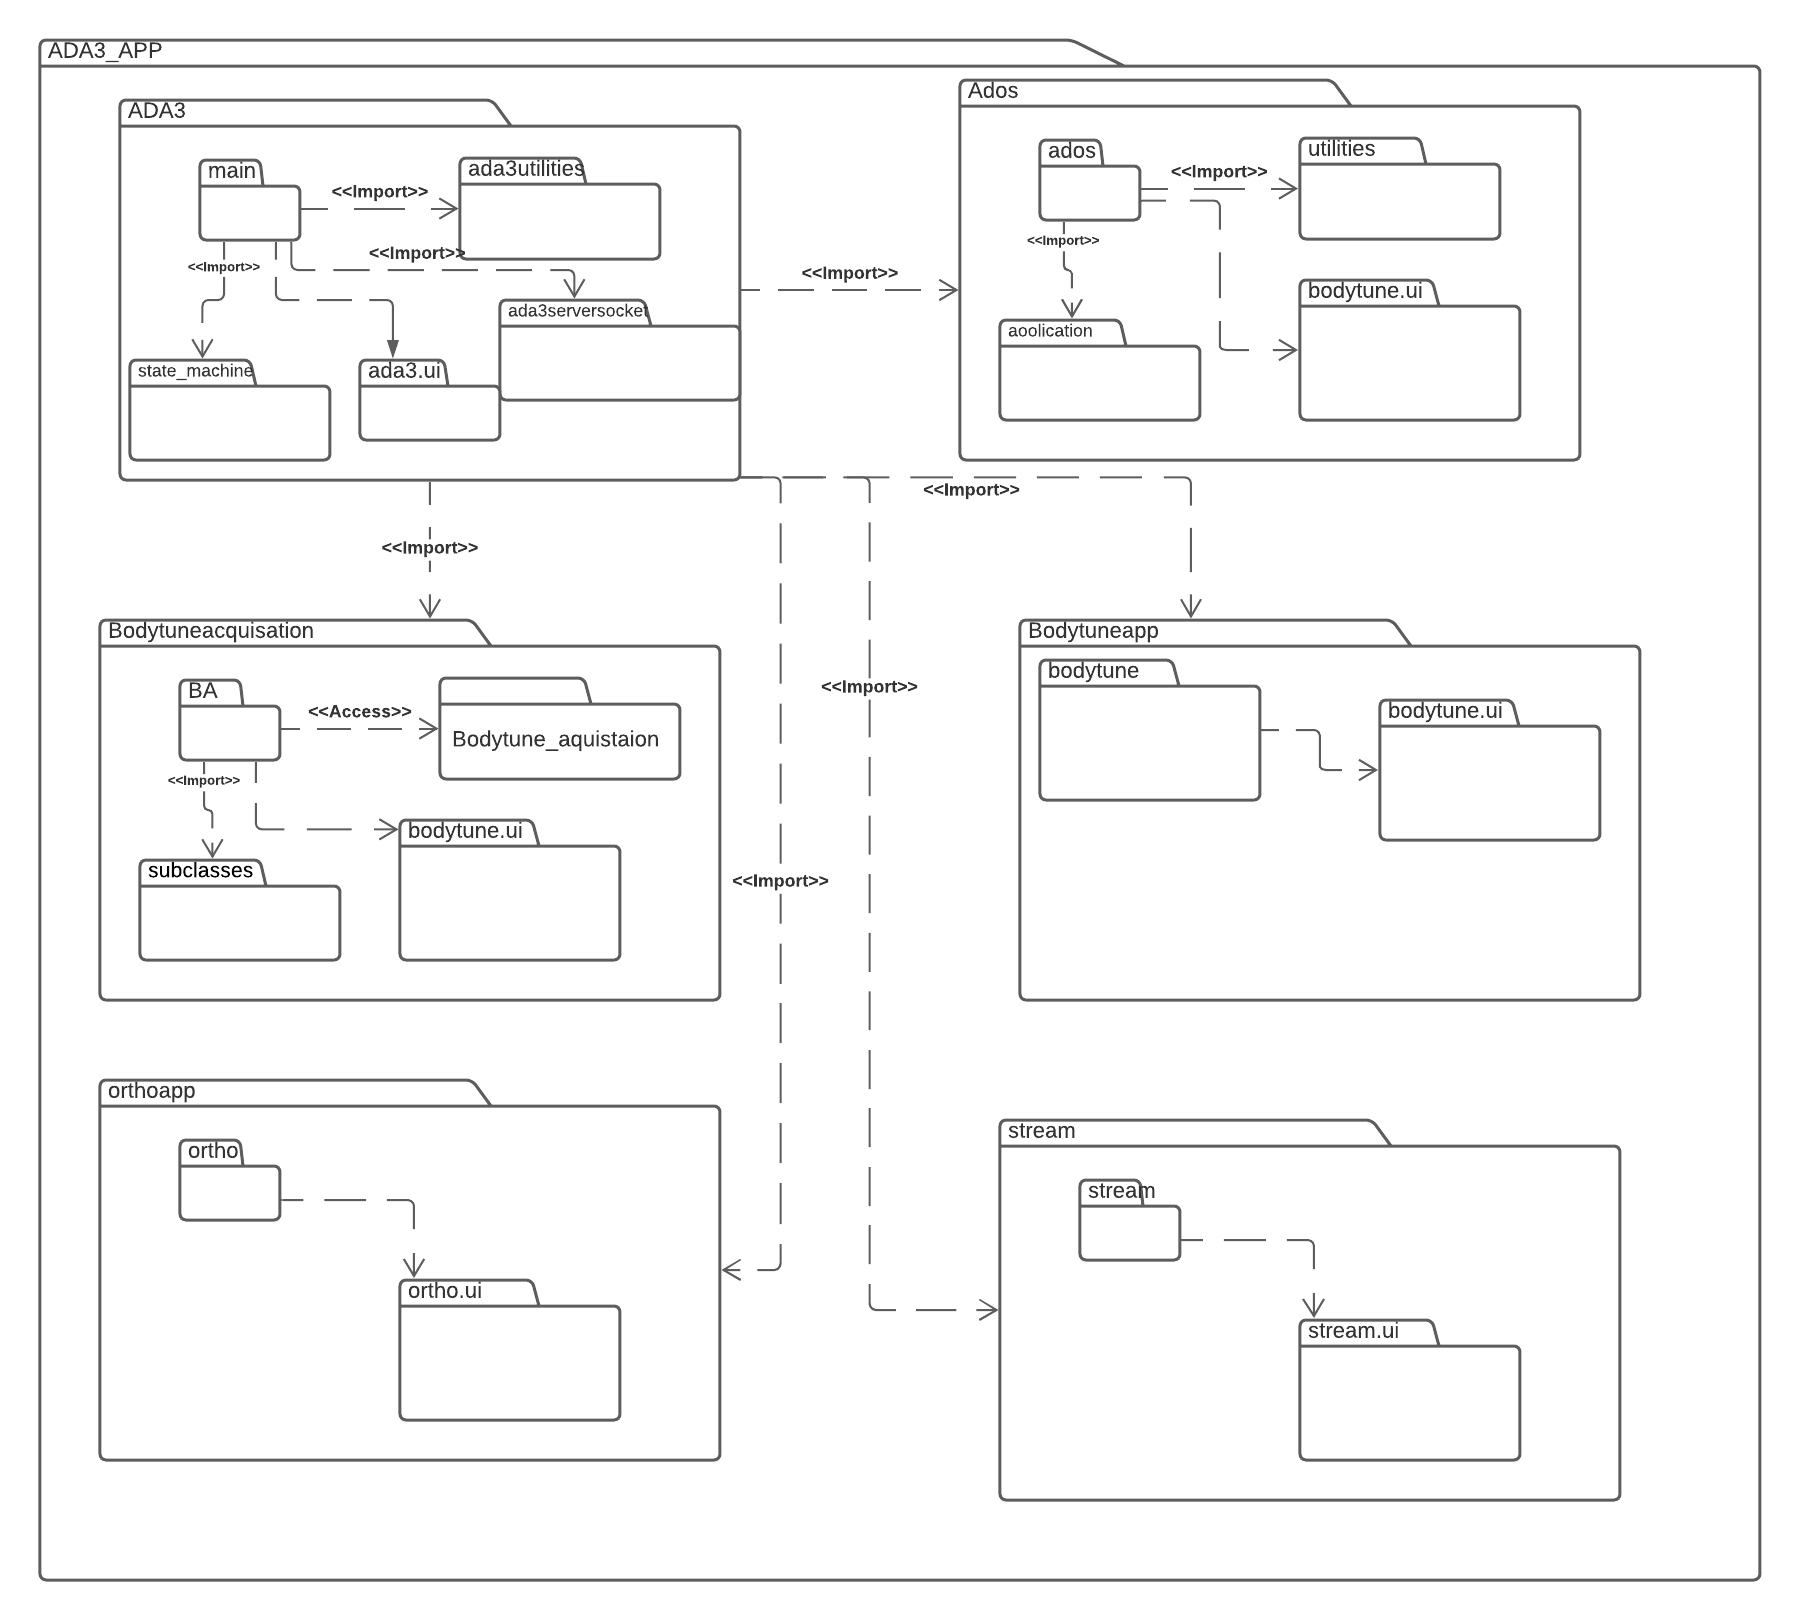 ADA3_APP
ADA3
main
ada3utilities
<<Import>>
<<Import>>
<<Import>>
ada3serversocket
state_machine
ada3.ui
<<Import>>
Ados
ados
utilities
<<Import>>
<<Import>>
bodytune.ui
aoolication
<<Import>>
<<Import>>
<<Import>>
<<Import>>
Bodytuneacquisation
BA
<<Access>>
Bodytune_aquistaion
<<Import>>
bodytune.ui
subclasses
Bodytuneapp
bodytune
bodytune.ui
<<Import>>
orthoapp
ortho
ortho.ui
stream
stream
stream.ui